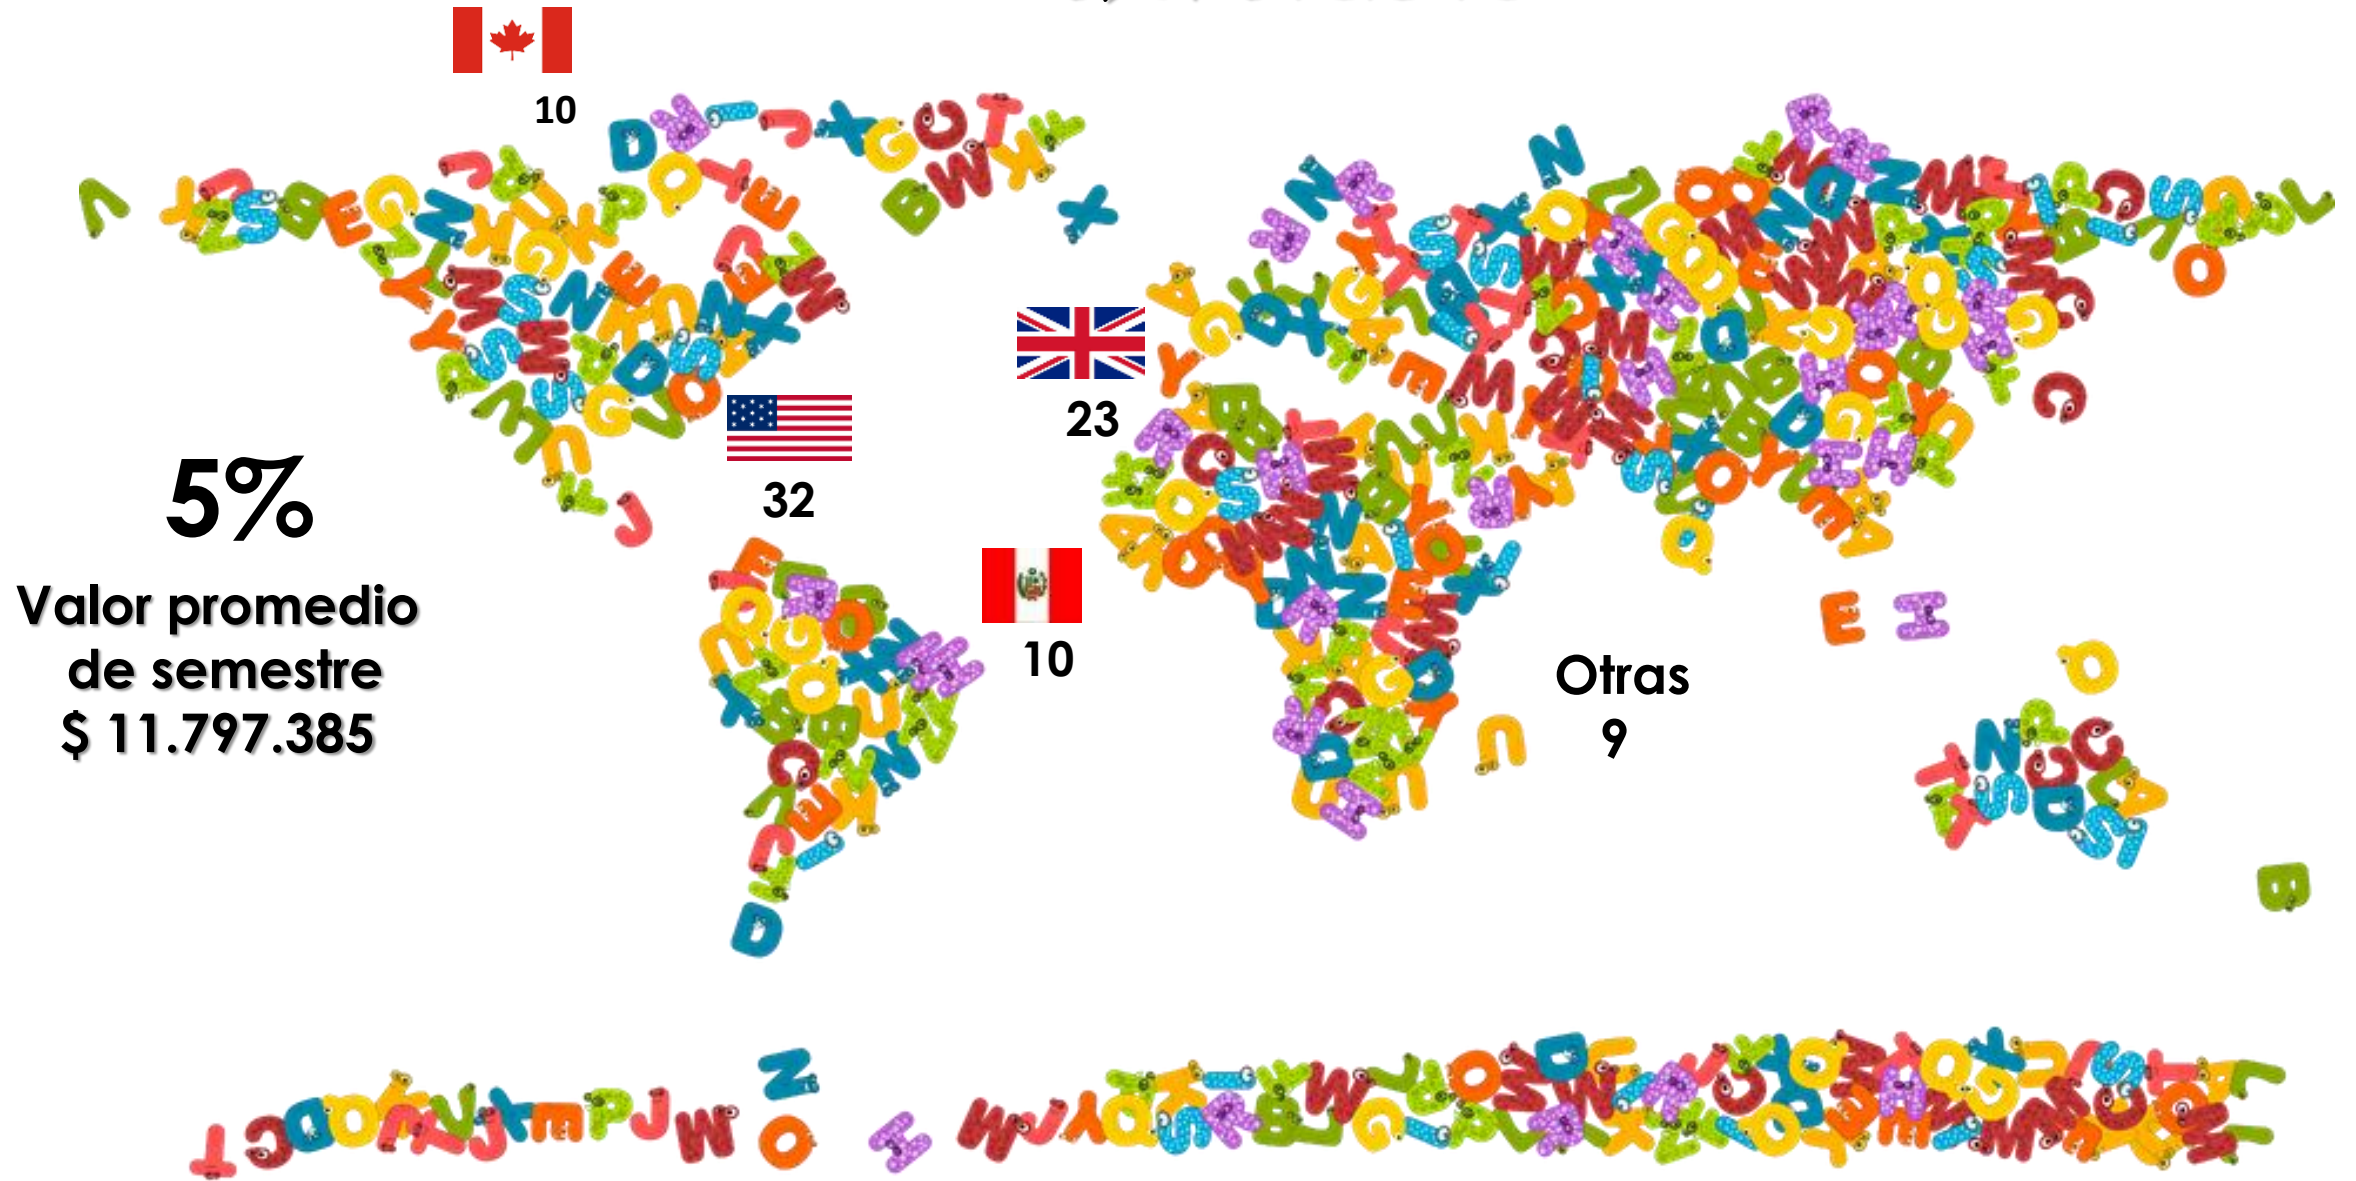 10
23
32
5%
Valor promedio
de semestre
$ 11.797.385
10
Otras
9